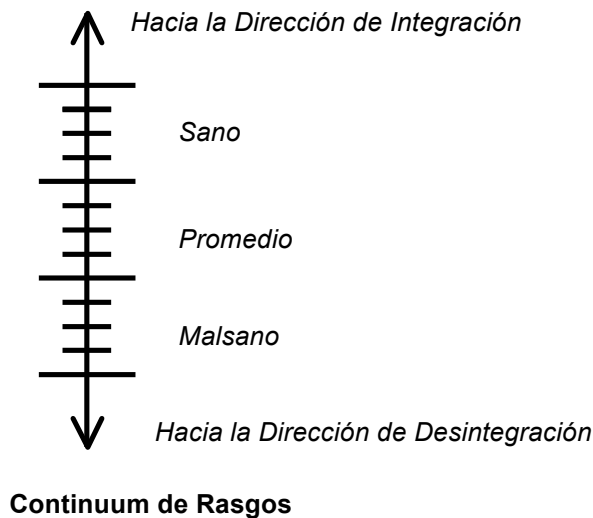 Hacia la Dirección de Integración
Sano
Promedio
Malsano
Hacia la Dirección de Desintegración
Continuum de Rasgos